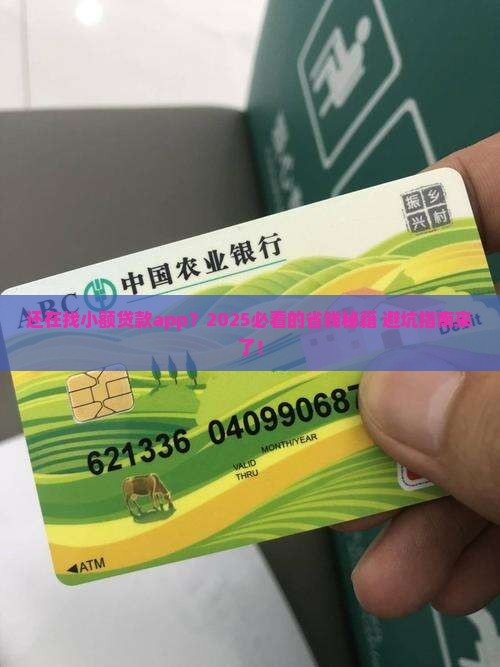 振 乡
兴 村
中国农业银行
ABC
Debit
还在找小额贷款app？2025必看的省钱秘籍 避坑指南来
了！
621336 040990687
MONTH/YEAR
VALID
THRU
◀ATM